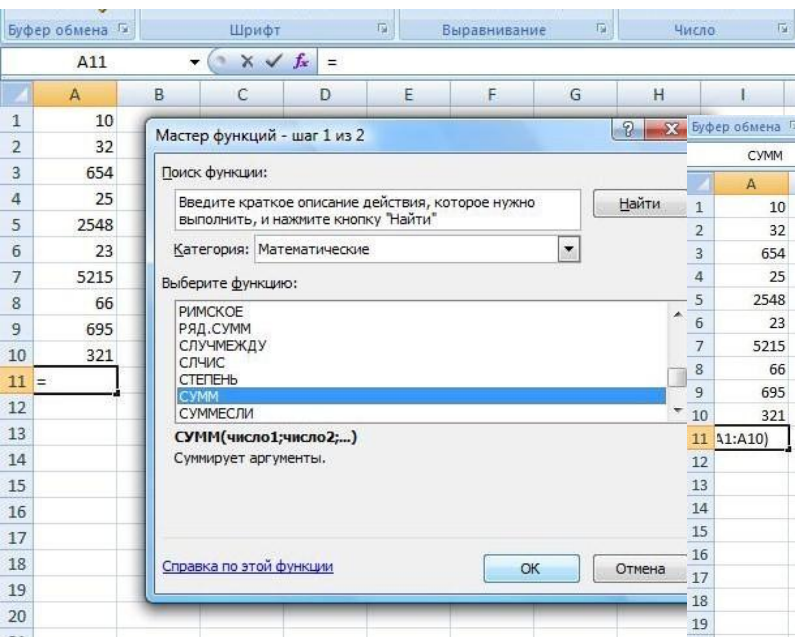 Буфер обмена Шрифт Выравнивание Число
A11 fx =
A B C D E F G H I
1 10
2 32
3 654
4 25
5 2548
6 23
7 5215
8 66
9 695
10 321
11 =
12
13
14
15
16
17
18
19
20
Мастер функций - шаг 1 из 2
Поиск функции:
Введите краткое описание действия, которое нужно
выполнить, и нажмите кнопку "Найти"
Найти
Категория: Математические
Выберите функцию:
РИМСКОЕ
РЯД.СУММ
СЛУЧМЕЖДУ
СЛЧИС
СТЕПЕНЬ
СУММ
СУММЕСЛИ
СУММ(число1;число2;...)
Суммирует аргументы.
Справка по этой функции
ОК Отмена
Буфер обмена
СУММ
A
1 10
2 32
3 654
4 25
5 2548
6 23
7 5215
8 66
9 695
10 321
11 A1:A10)
12
13
14
15
16
17
18
19